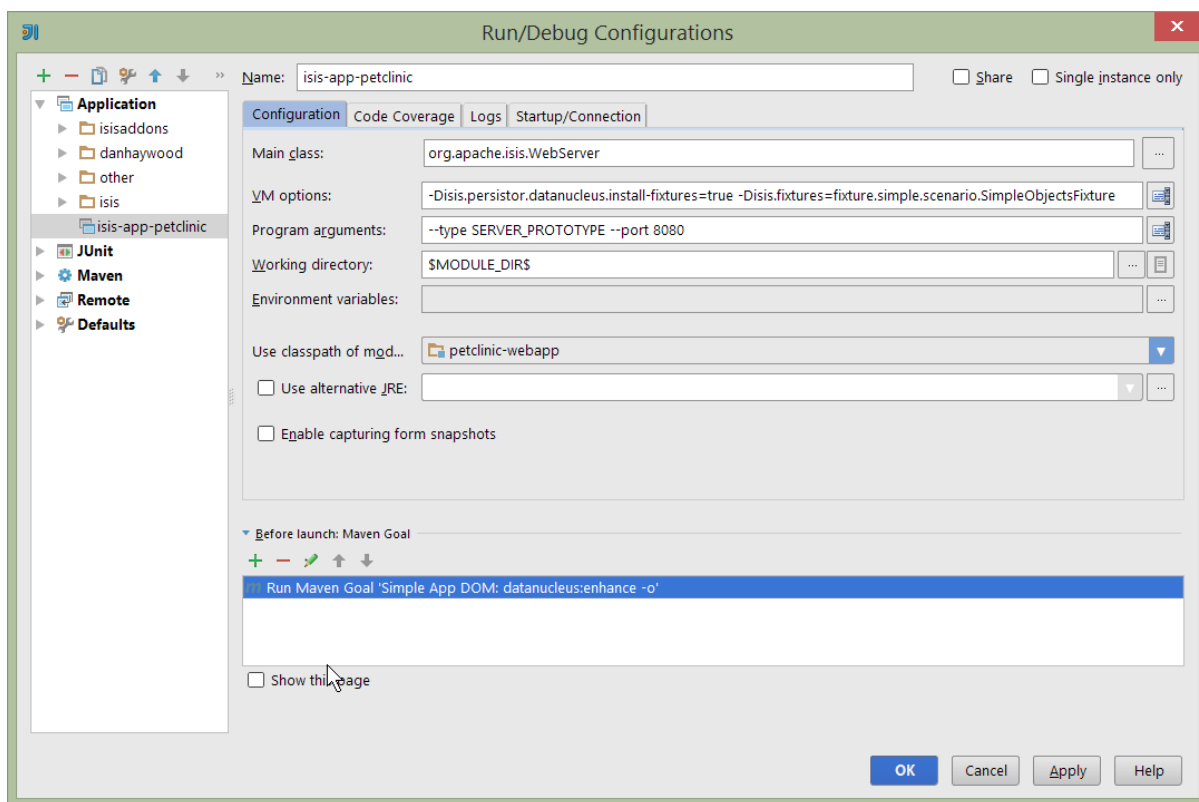 Run/Debug Configurations
Name: isis-app-petclinic Share Single instance only
Application
isisaddons
danhaywood
other
isis
isis-app-petclinic
JUnit
Maven
Remote
Defaults
Configuration Code Coverage Logs Startup/Connection
Main class: org.apache.isis.WebServer ...
VM options: -Disis.persistor.datanucleus.install-fixtures=true -Disis.fixtures=fixture.simple.scenario.SimpleObjectsFixture
Program arguments: --type SERVER_PROTOTYPE --port 8080
Working directory: $MODULE_DIR$ ...
Environment variables: ...
Use classpath of mod... petclinic-webapp
Use alternative JRE: ...
Enable capturing form snapshots
Before launch: Maven Goal
Run Maven Goal 'Simple App DOM: datanucleus:enhance -o'
Show this page
OK Cancel Apply Help